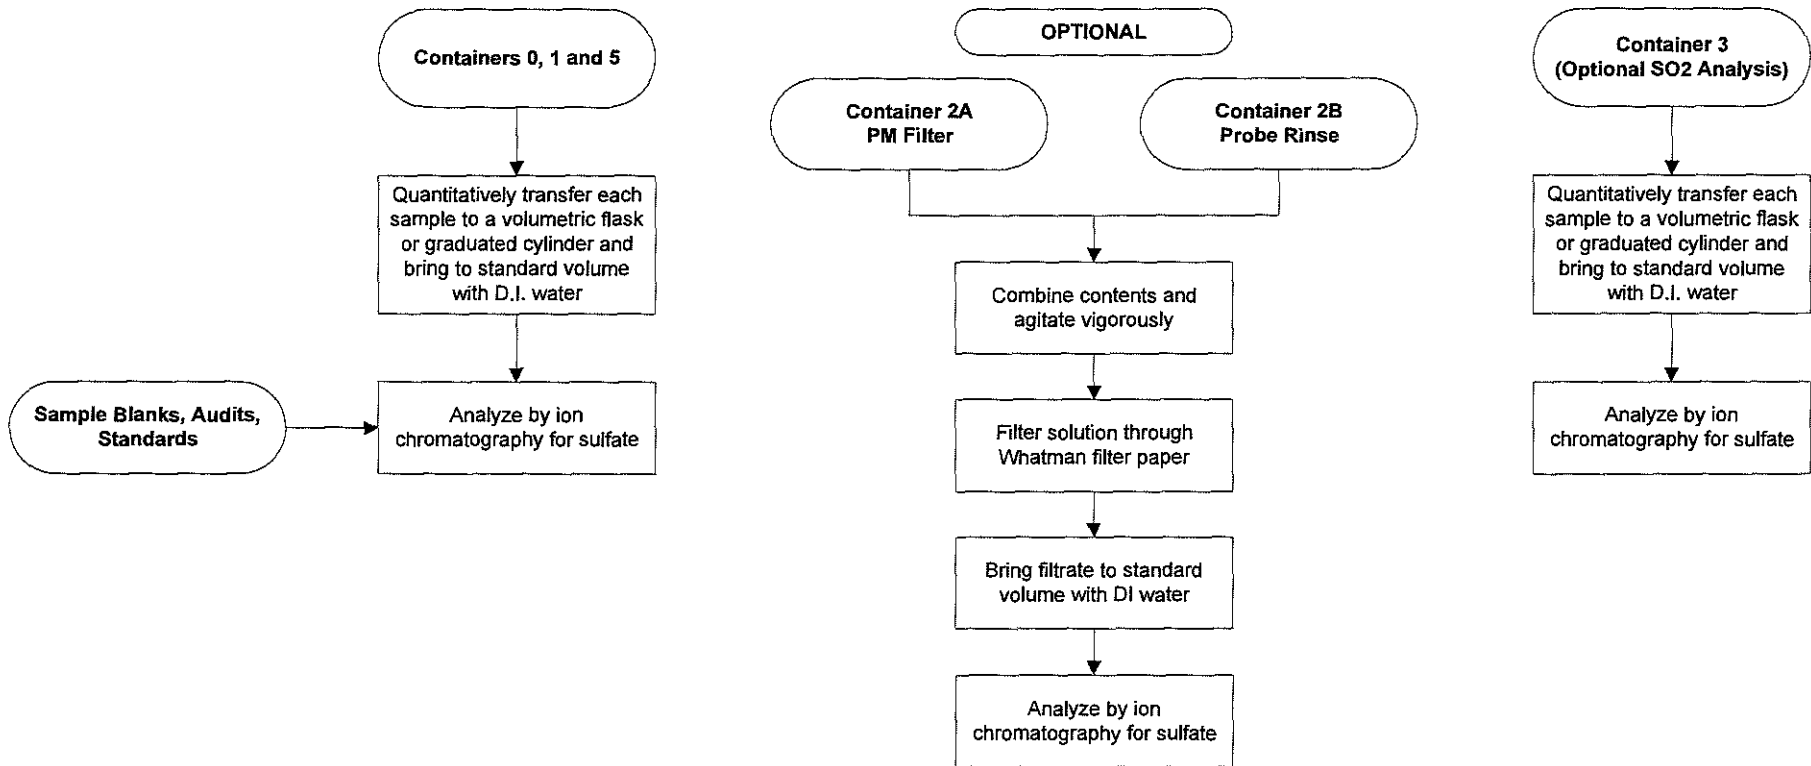 Containers 0, 1 and 5
Quantitatively transfer each
sample to a volumetric flask
or graduated cylinder and
bring to standard volume
with D.I. water
Sample Blanks, Audits,
Standards
Analyze by ion
chromatography for sulfate
OPTIONAL
Container 2A
PM Filter
Container 2B
Probe Rinse
Combine contents and
agitate vigorously
Filter solution through
Whatman filter paper
Bring filtrate to standard
volume with DI water
Analyze by ion
chromatography for sulfate
Container 3
(Optional SO2 Analysis)
Quantitatively transfer each
sample to a volumetric flask
or graduated cylinder and
bring to standard volume
with D.I. water
Analyze by ion
chromatography for sulfate